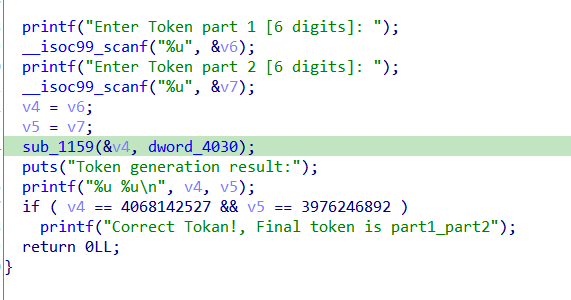 printf("Enter Token part 1 [6 digits]: ");
__isoc99_scanf("%u", &v6);
printf("Enter Token part 2 [6 digits]: ");
__isoc99_scanf("%u", &v7);
v4 = v6;
v5 = v7;
sub_1159(&v4, dword_4030);
puts("Token generation result:");
printf("%u %u\n", v4, v5);
if ( v4 == 4068142527 && v5 == 3976246892 )
printf("Correct Tokan!, Final token is part1_part2");
return 0LL;
}